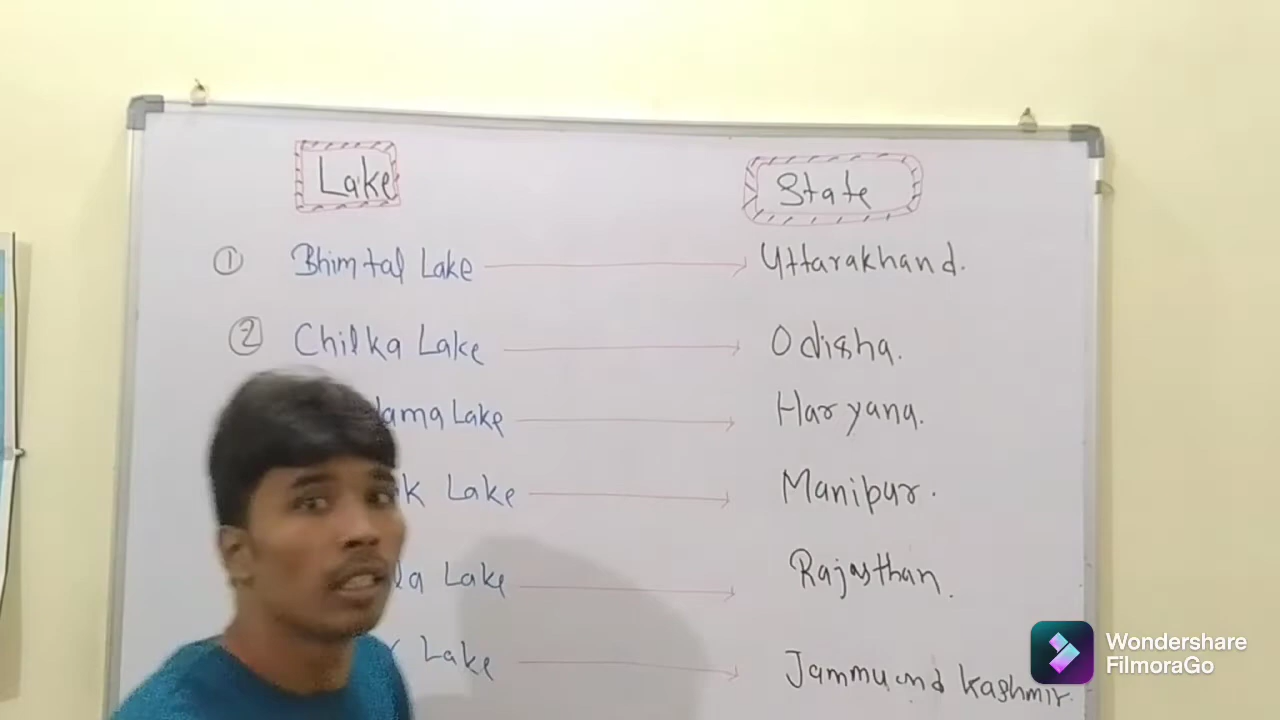 Lake State
① Bhimtal Lake Uttarakhand.
② Chilka Lake Odisha.
dama Lake Haryana.
k Lake Manipur.
la Lake Rajasthan.
Lake Jammu and Kashmir.
Wondershare
FilmoraGo